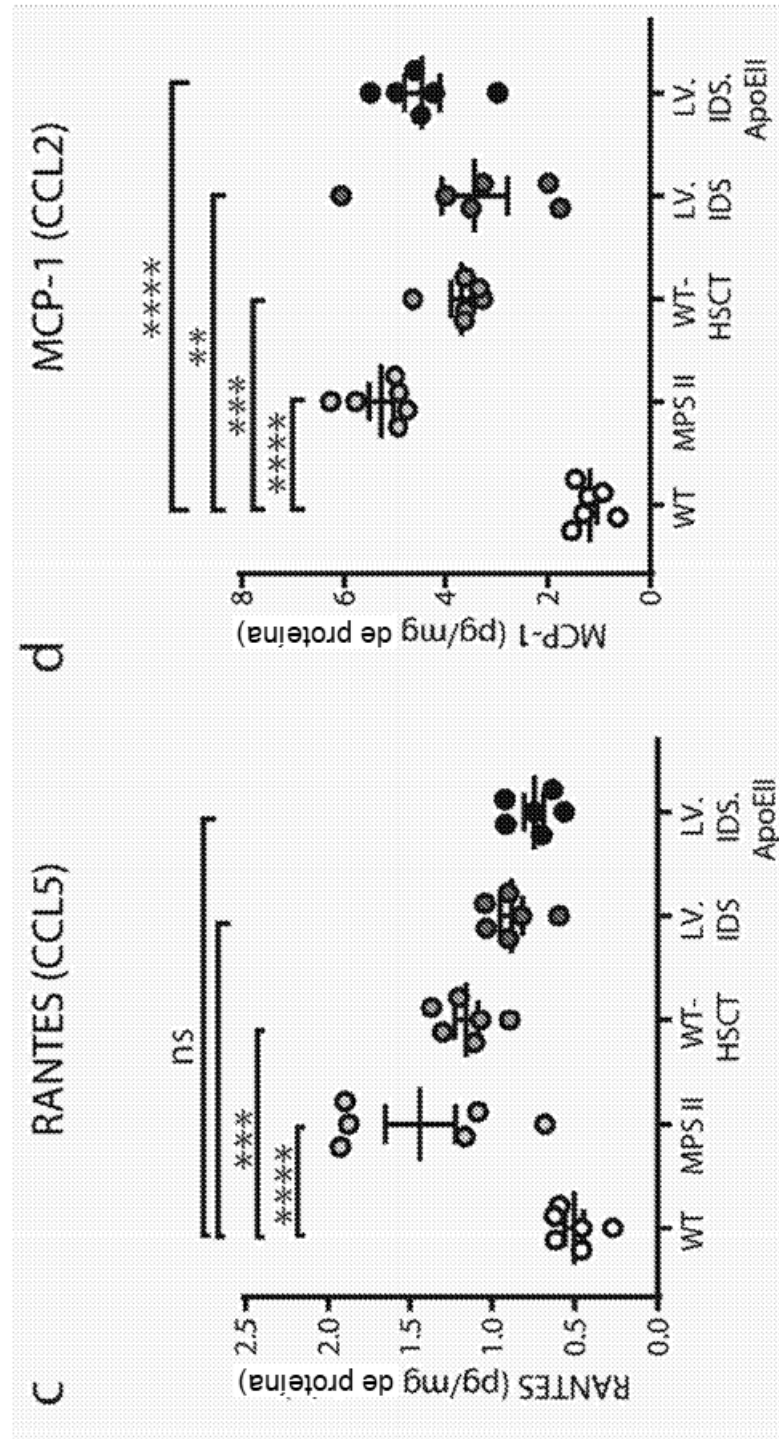 c
RANTES (CCL5)
ns
***
****
RANTES (pg/mg de proteína)
2.5
2.0
1.5
1.0
0.5
0.0
WT
MPS II
WT-
HSCT
LV.
IDS
LV.
IDS.
ApoEII
d
MCP-1 (CCL2)
****
**
***
****
MCP-1 (pg/mg de proteína)
8
6
4
2
0
WT
MPS II
WT-
HSCT
LV.
IDS
LV.
IDS.
ApoEII